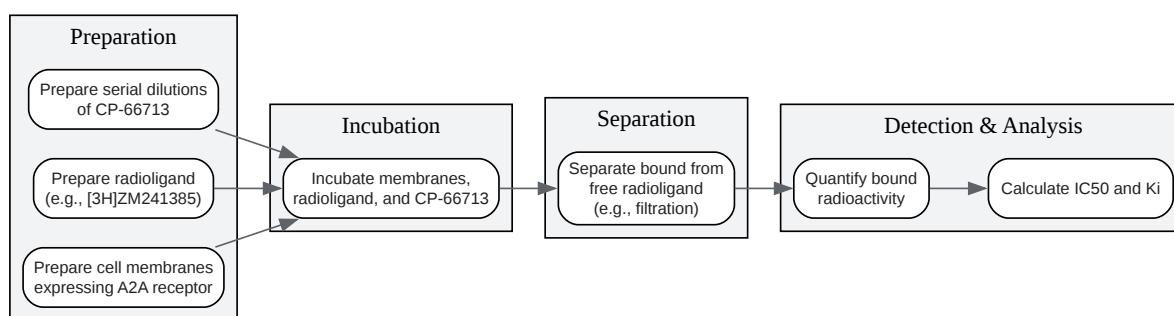 Preparation
Prepare serial dilutions
of CP-66713
Prepare radioligand
(e.g., [3H]ZM241385)
Prepare cell membranes
expressing A2A receptor
Incubation
Incubate membranes,
radioligand, and CP-66713
Separation
Separate bound from
free radioligand
(e.g., filtration)
Detection & Analysis
Quantify bound
radioactivity
Calculate IC50 and Ki